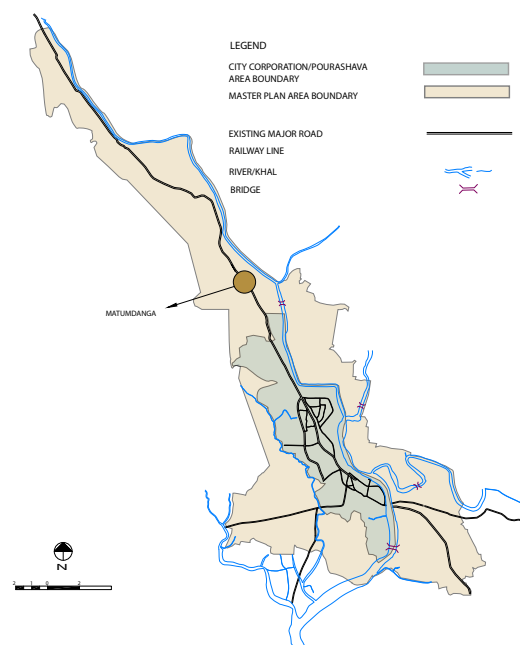 LEGEND
CITY CORPORATION/POURASHAVA
AREA BOUNDARY
MASTER PLAN AREA BOUNDARY
EXISTING MAJOR ROAD
RAILWAY LINE
RIVER/KHAL
BRIDGE
MATUMDANGA
N
2 1 0 2